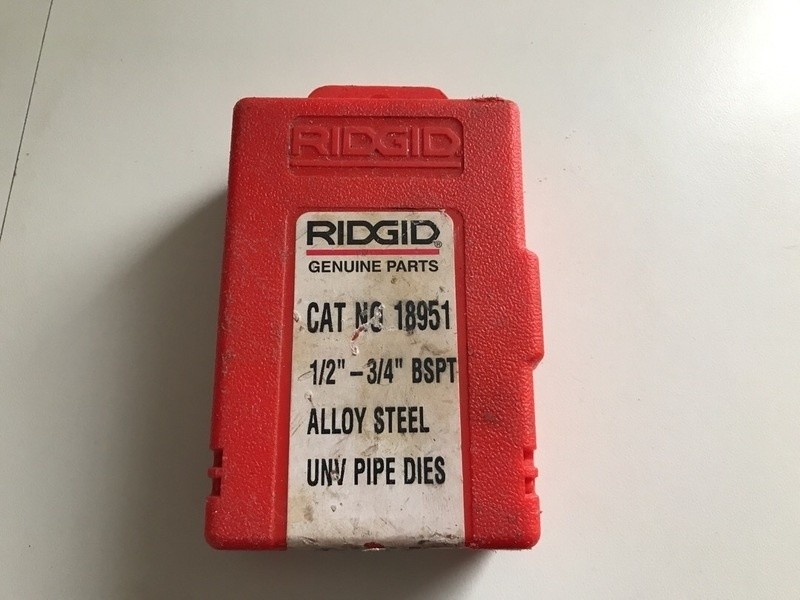 RIDGID
RIDGID®
GENUINE PARTS
CAT NO 18951
1/2" – 3/4" BSPT
ALLOY STEEL
UNV PIPE DIES